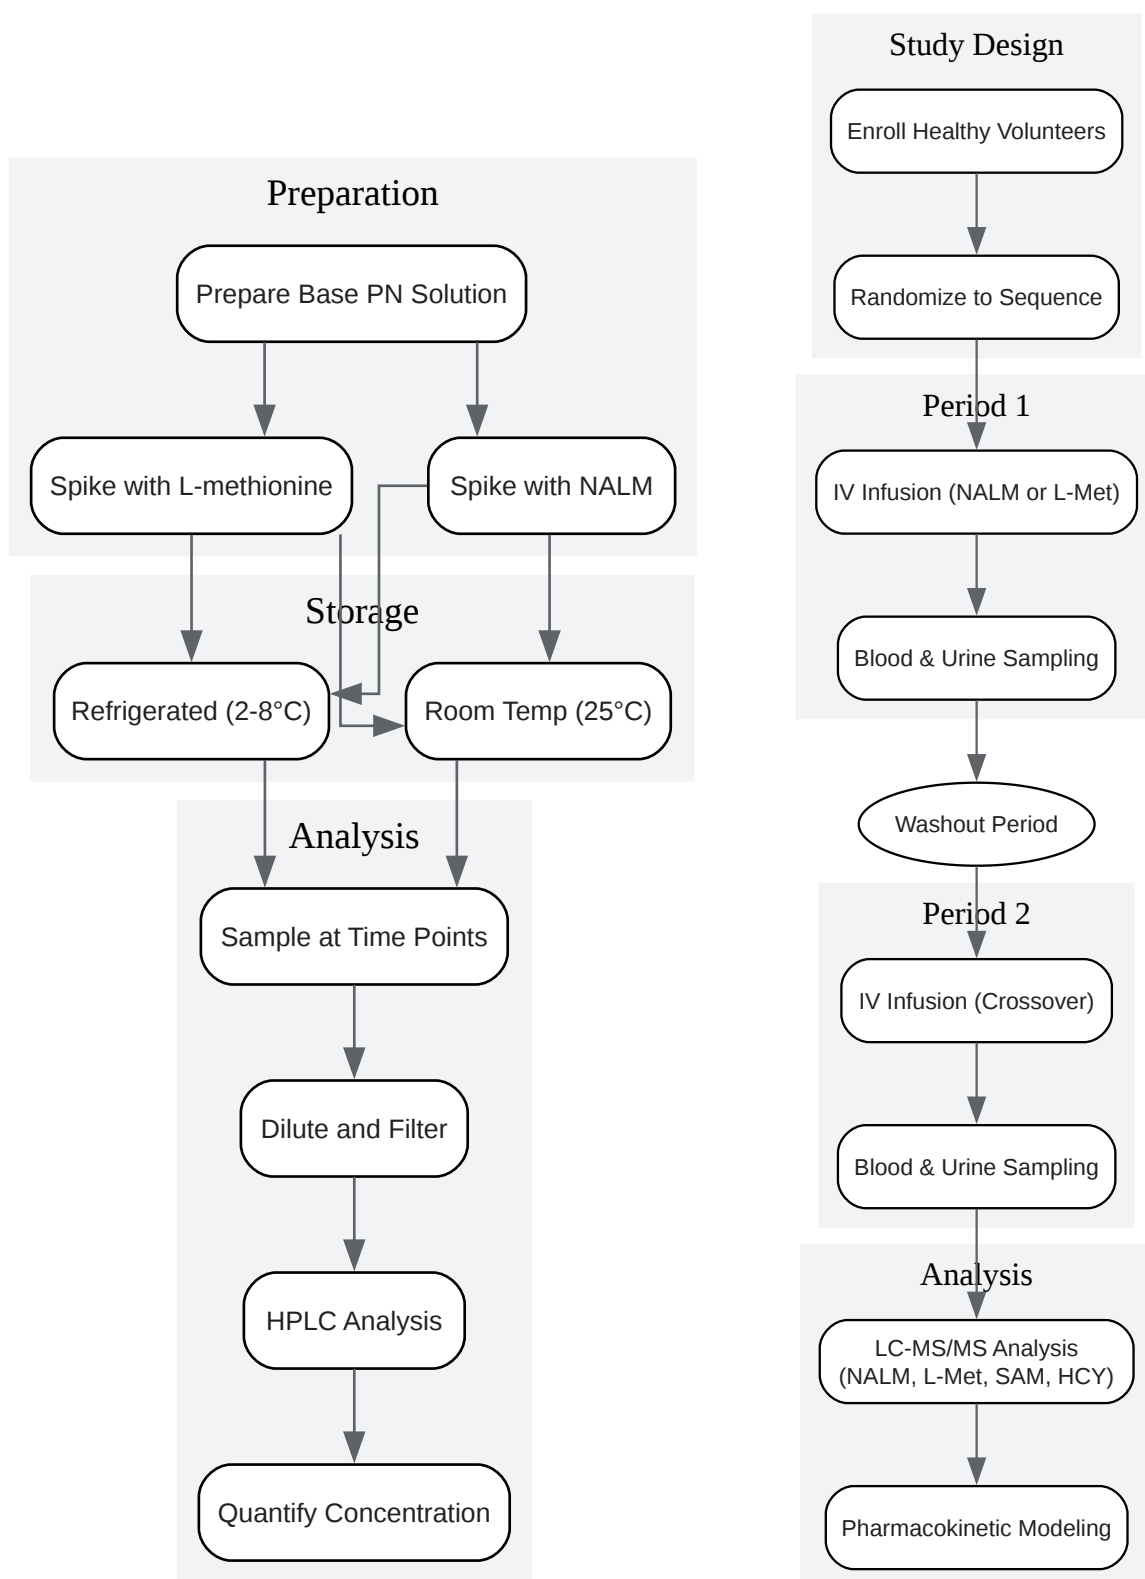 Preparation
Prepare Base PN Solution
Spike with L-methionine
Spike with NALM
Storage
Refrigerated (2-8°C)
Room Temp (25°C)
Analysis
Sample at Time Points
Dilute and Filter
HPLC Analysis
Quantify Concentration
Study Design
Enroll Healthy Volunteers
Randomize to Sequence
Period 1
IV Infusion (NALM or L-Met)
Blood & Urine Sampling
Washout Period
Period 2
IV Infusion (Crossover)
Blood & Urine Sampling
Analysis
LC-MS/MS Analysis
(NALM, L-Met, SAM, HCY)
Pharmacokinetic Modeling